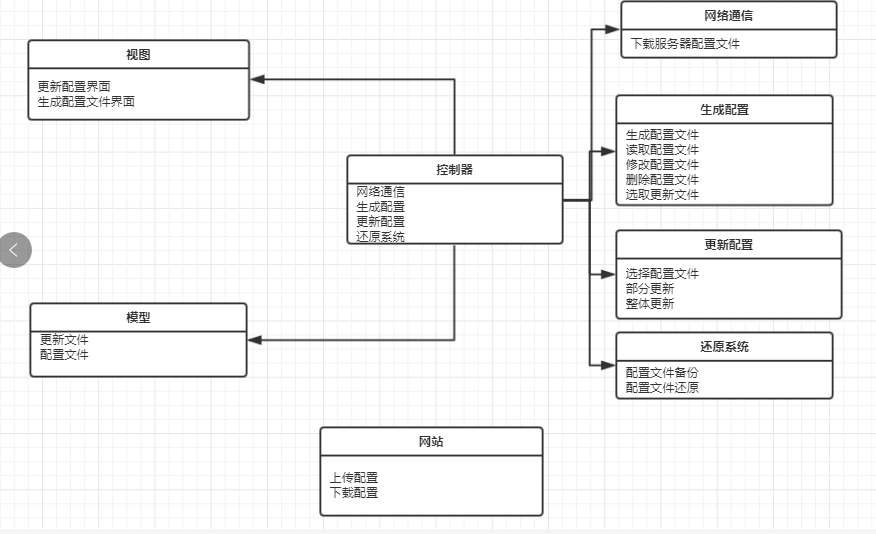 网络通信
下载服务器配置文件
视图
更新配置界面
生成配置文件界面
生成配置
生成配置文件
读取配置文件
修改配置文件
删除配置文件
选取更新文件
控制器
网络通信
生成配置
更新配置
还原系统
更新配置
选择配置文件
部分更新
整体更新
模型
更新文件
配置文件
还原系统
配置文件备份
配置文件还原
网站
上传配置
下载配置